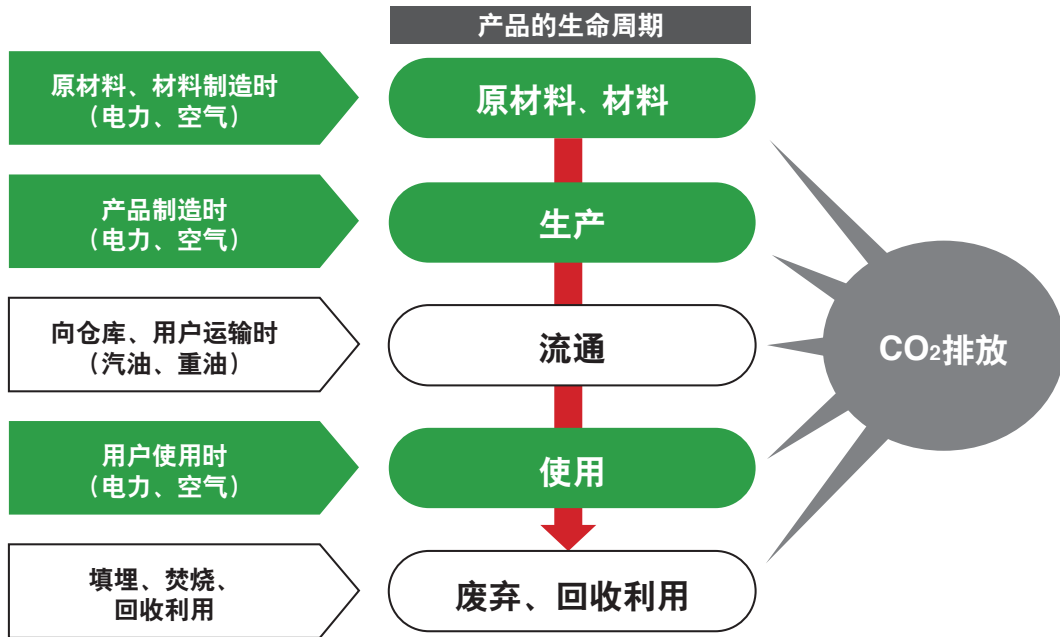 产品的生命周期
原材料、材料制造时
（电力、空气）
原材料、材料
产品制造时
（电力、空气）
生产
向仓库、用户运输时
（汽油、重油）
流通
CO₂排放
用户使用时
（电力、空气）
使用
填埋、焚烧、
回收利用
废弃、回收利用